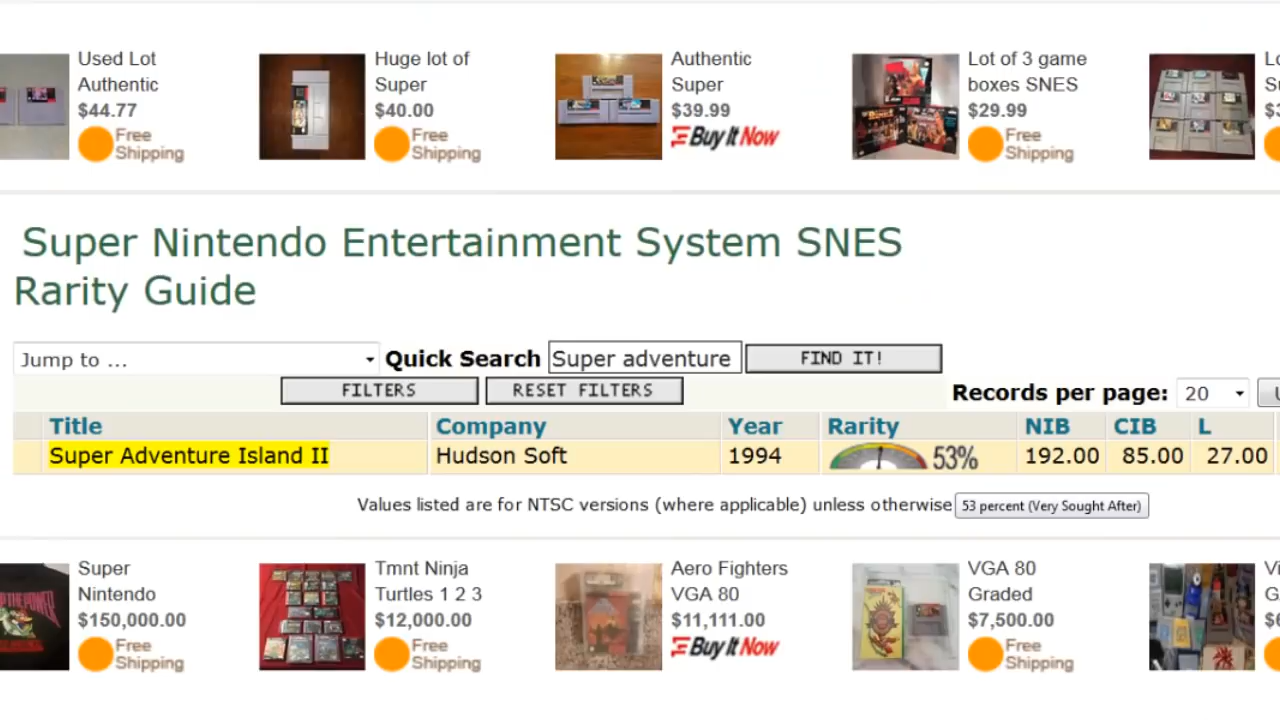 Used Lot
Authentic
$44.77
Free
Shipping
Huge lot of
Super
$40.00
Free
Shipping
Authentic
Super
$39.99
Buy It Now
Lot of 3 game
boxes SNES
$29.99
Free
Shipping
Super Nintendo Entertainment System SNES
Rarity Guide
Jump to ... Quick Search Super adventure FIND IT!
FILTERS RESET FILTERS Records per page: 20
Title Company Year Rarity NIB CIB L
Super Adventure Island II Hudson Soft 1994 53% 192.00 85.00 27.00
Values listed are for NTSC versions (where applicable) unless otherwise 53 percent (Very Sought After)
Super
Nintendo
$150,000.00
Free
Shipping
Tmnt Ninja
Turtles 1 2 3
$12,000.00
Free
Shipping
Aero Fighters
VGA 80
$11,111.00
Buy It Now
VGA 80
Graded
$7,500.00
Free
Shipping